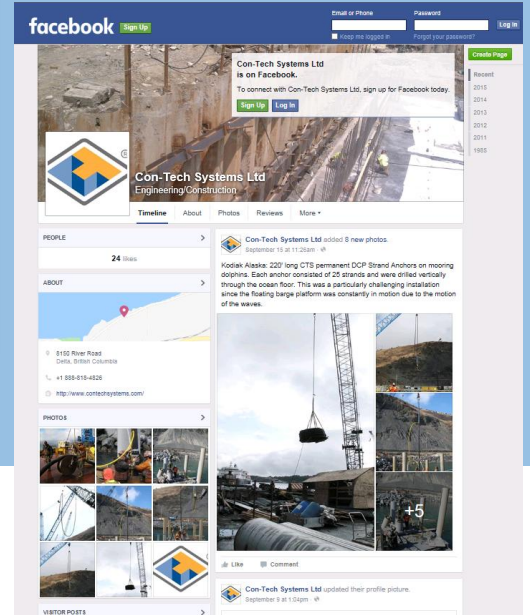 facebook
Sign Up
Email or Phone
Password
Log In
Keep me logged in
Forgot your password?
Con-Tech Systems Ltd
is on Facebook.
To connect with Con-Tech Systems Ltd, sign up for Facebook today.
Sign Up
Log In
Create Page
Recent
2015
2014
2013
2012
2011
1955
Con-Tech Systems Ltd
Engineering/Construction
Timeline
About
Photos
Reviews
More
PEOPLE
24 likes
ABOUT
8150 River Road
Delta, British Columbia
+1 888-818-4826
http://www.contechsystems.com/
PHOTOS
VISITOR POSTS
Con-Tech Systems Ltd added 8 new photos.
September 15 at 11:26am
Kodiak Alaska: 220' long CTS permanent DCP Strand Anchors on mooring
dolphins. Each anchor consisted of 25 strands and were drilled vertically
through the ocean floor. This was a particularly challenging installation
since the floating barge platform was constantly in motion due to the motion
of the waves.
+5
Like
Comment
Con-Tech Systems Ltd updated their profile picture.
September 9 at 1:04pm